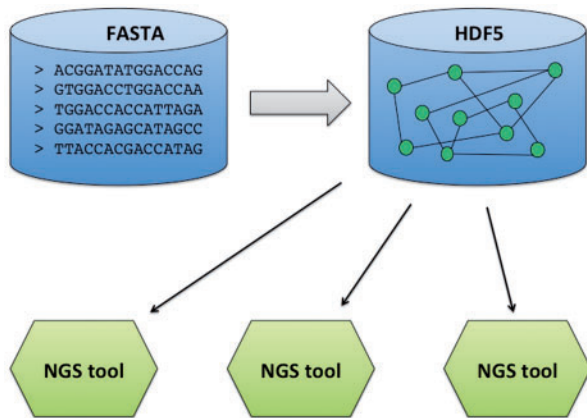 FASTA
> ACGGATATGGACCAG
> GTGGACCTGGACCAA
> TGGACCACCATTAGA
> GGATAGAGCATAGCC
> TTACCACGACCATAG
HDF5
NGS tool
NGS tool
NGS tool